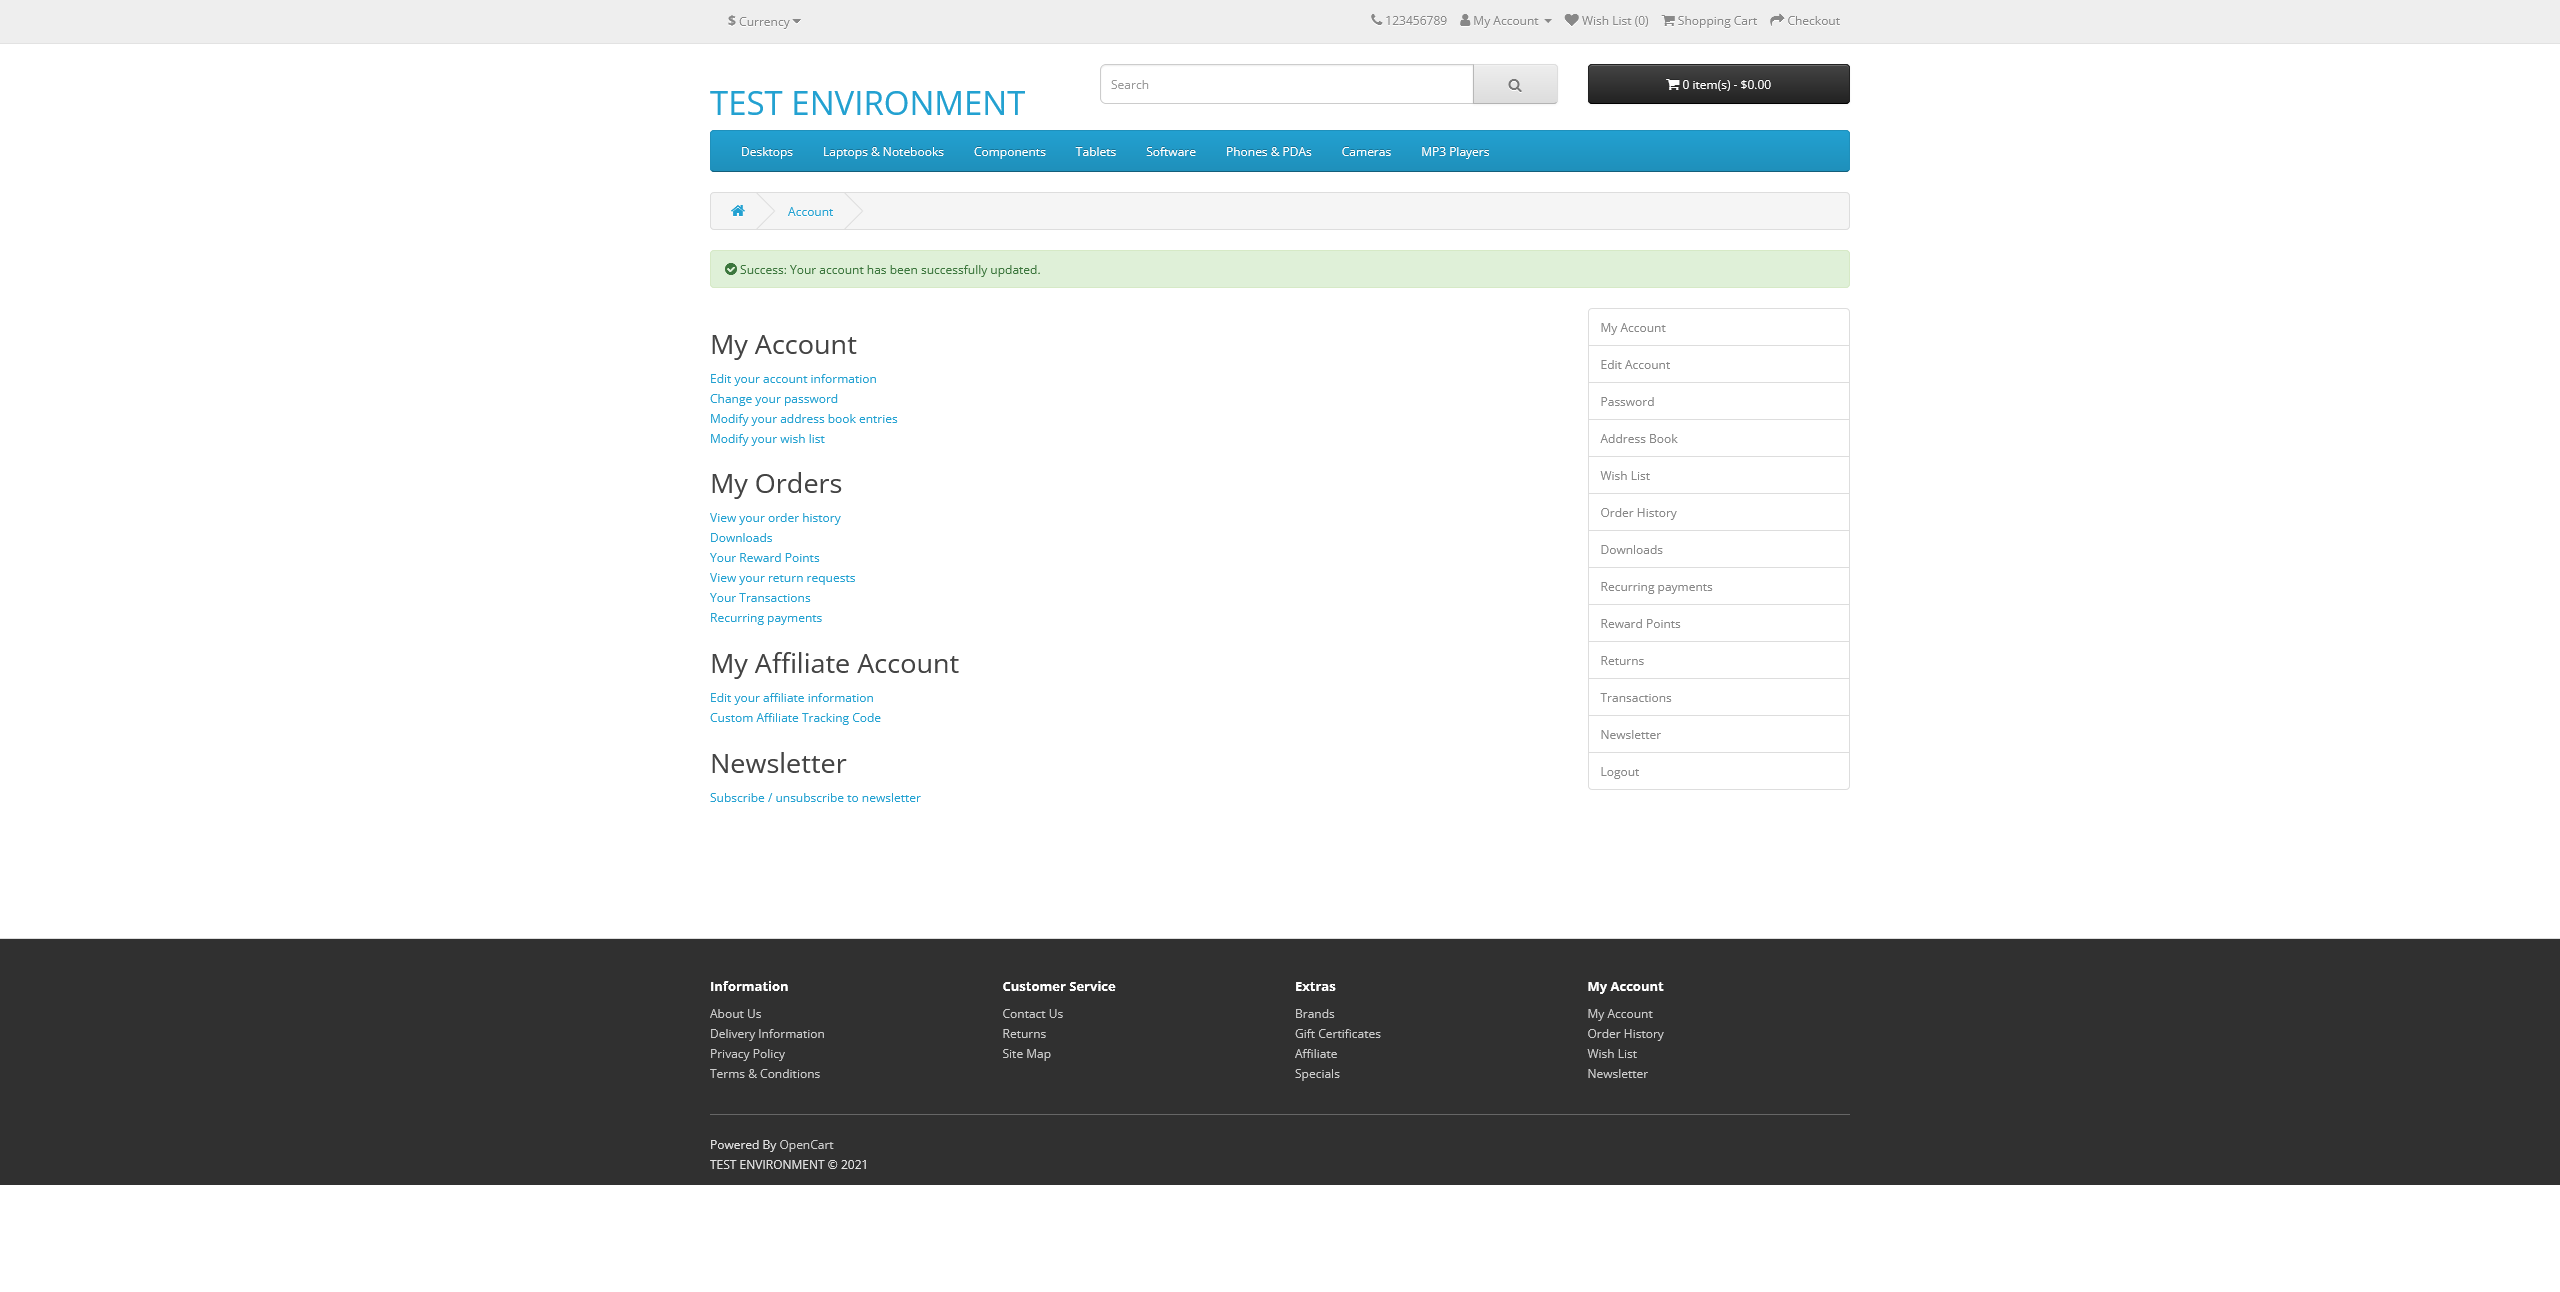 $ Currency
123456789 My Account Wish List (0) Shopping Cart Checkout
TEST ENVIRONMENT
Search
0 item(s) - $0.00
Desktops Laptops & Notebooks Components Tablets Software Phones & PDAs Cameras MP3 Players
Account
Success: Your account has been successfully updated.
My Account
Edit your account information
Change your password
Modify your address book entries
Modify your wish list
My Orders
View your order history
Downloads
Your Reward Points
View your return requests
Your Transactions
Recurring payments
My Affiliate Account
Edit your affiliate information
Custom Affiliate Tracking Code
Newsletter
Subscribe / unsubscribe to newsletter
My Account
Edit Account
Password
Address Book
Wish List
Order History
Downloads
Recurring payments
Reward Points
Returns
Transactions
Newsletter
Logout
Information
About Us
Delivery Information
Privacy Policy
Terms & Conditions
Customer Service
Contact Us
Returns
Site Map
Extras
Brands
Gift Certificates
Affiliate
Specials
My Account
My Account
Order History
Wish List
Newsletter
Powered By OpenCart
TEST ENVIRONMENT © 2021